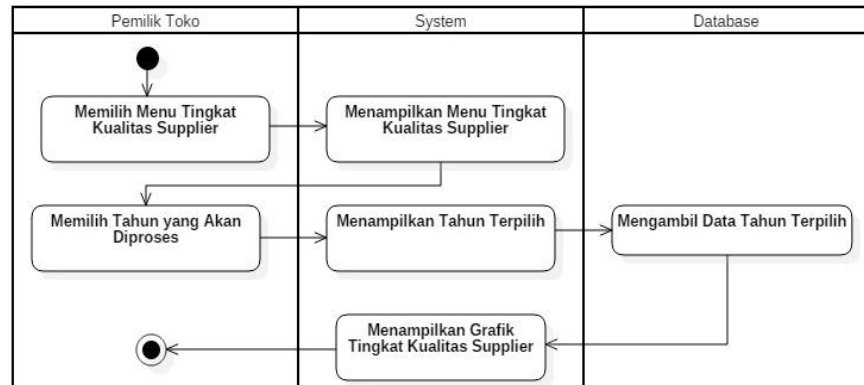 Pemilik Toko
System
Database
Memilih Menu Tingkat
Kualitas Supplier
Menampilkan Menu Tingkat
Kualitas Supplier
Memilih Tahun yang Akan
Diproses
Menampilkan Tahun Terpilih
Mengambil Data Tahun Terpilih
Menampilkan Grafik
Tingkat Kualitas Supplier